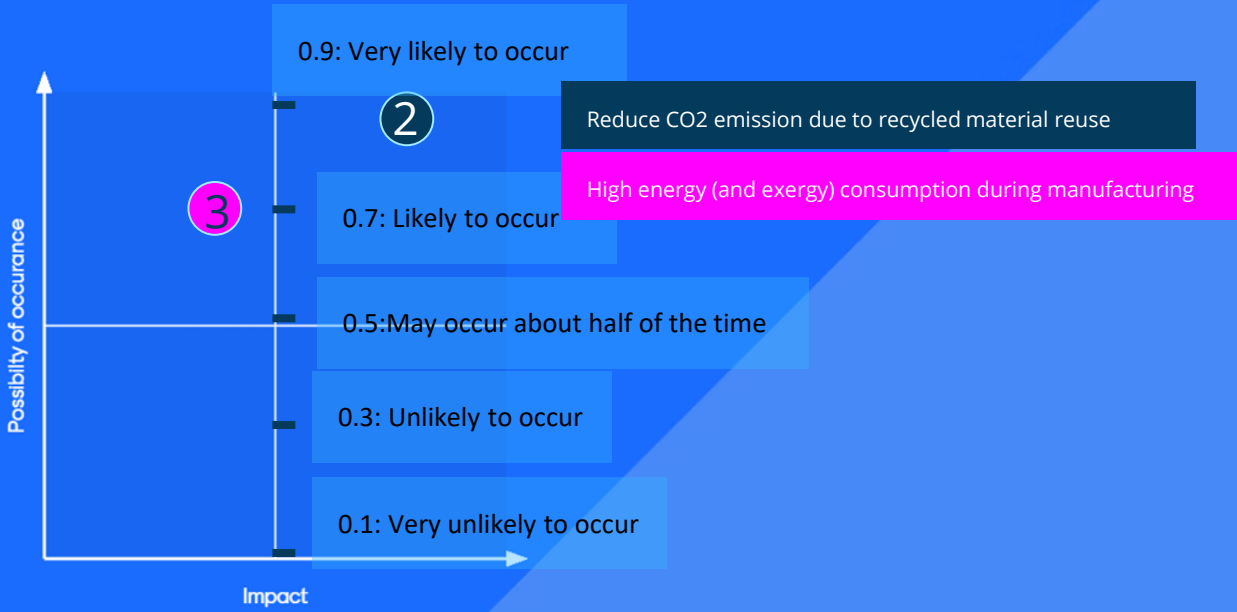 0.9: Very likely to occur
2
Reduce CO2 emission due to recycled material reuse
High energy (and exergy) consumption during manufacturing
3
0.7: Likely to occur
Possibilty of occurance
0.5:May occur about half of the time
0.3: Unlikely to occur
0.1: Very unlikely to occur
Impact